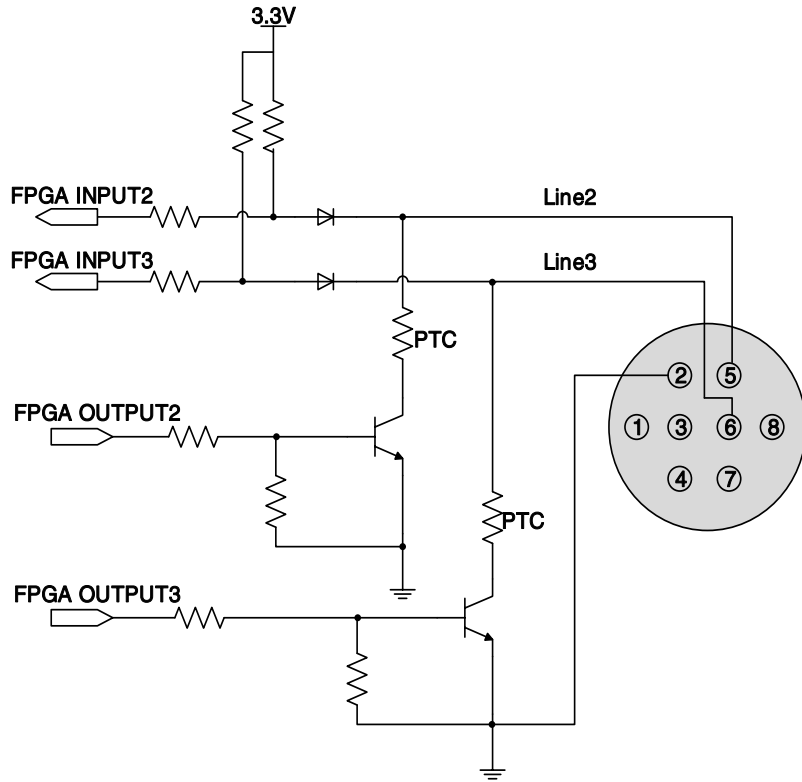 3.3V
FPGA INPUT2
Line2
FPGA INPUT3
Line3
PTC
FPGA OUTPUT2
PTC
FPGA OUTPUT3
2 5
1 3 6 8
4 7